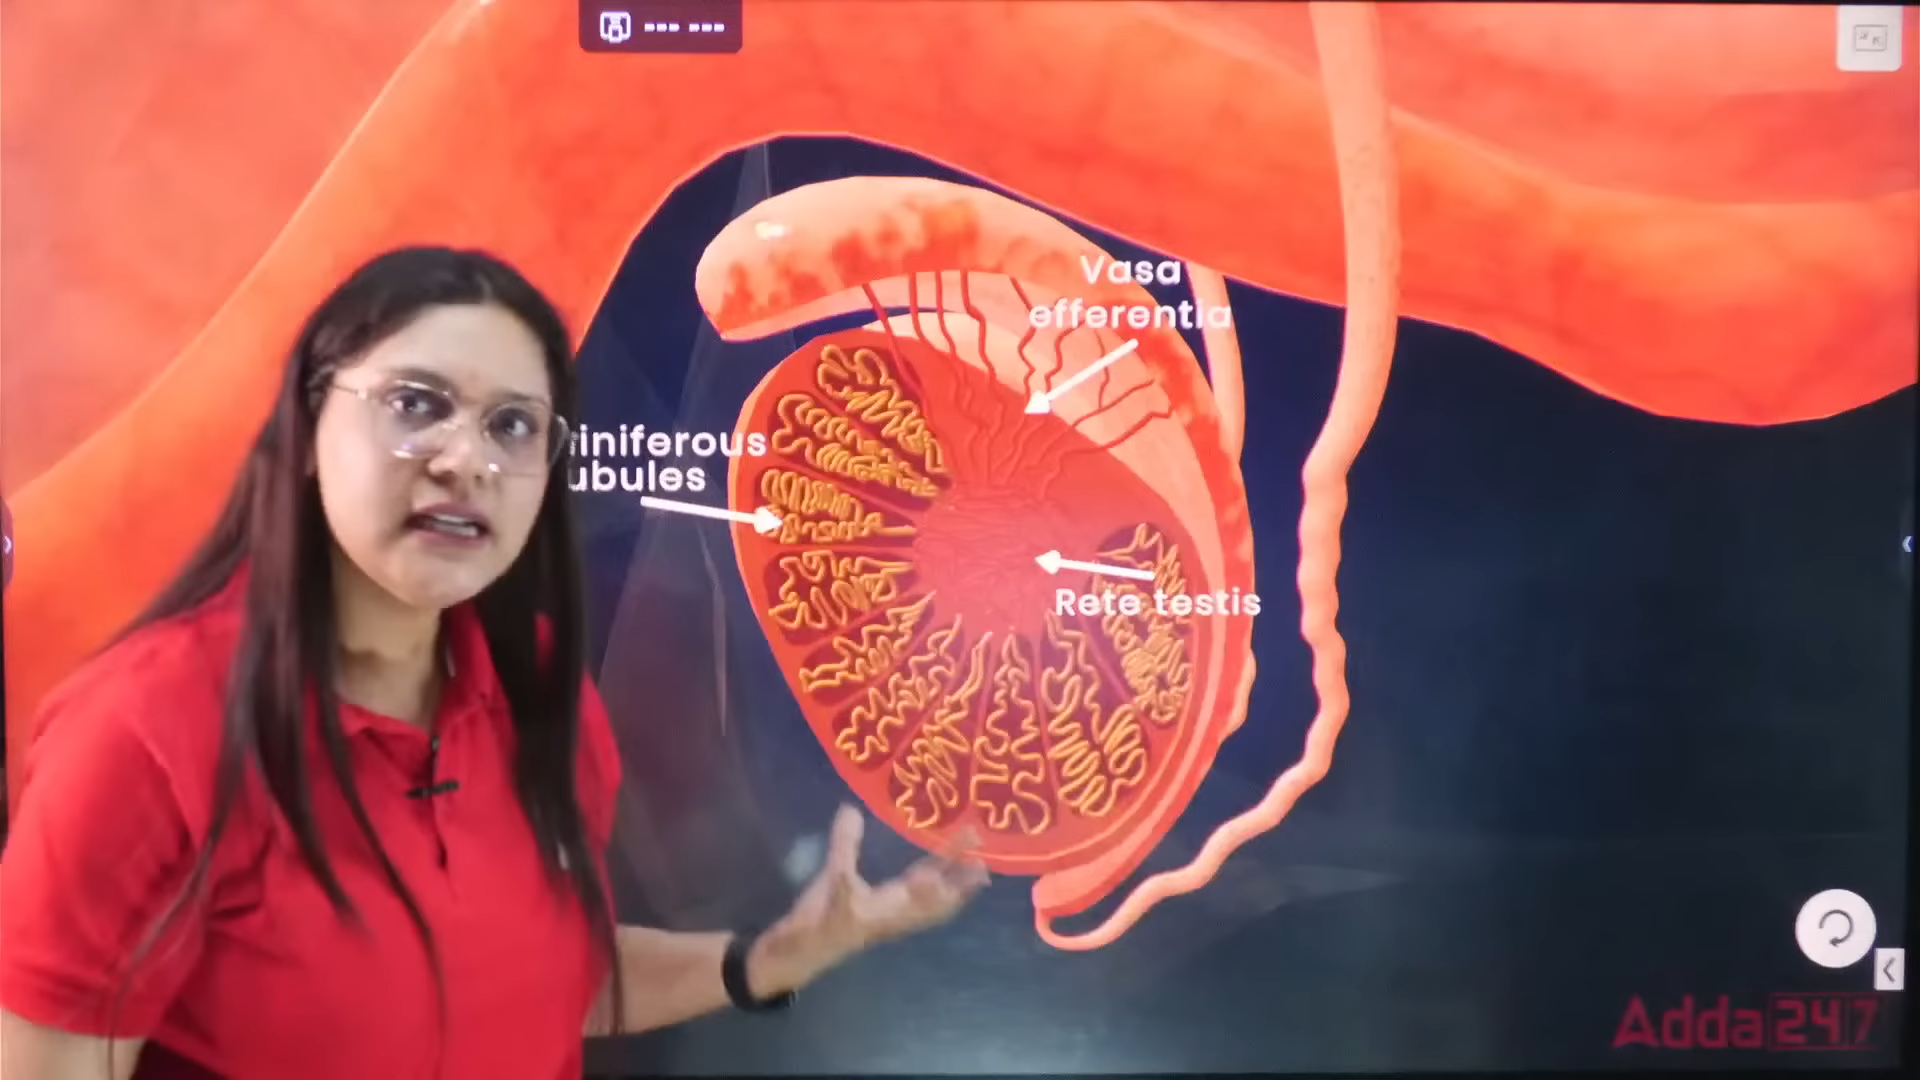 Vasa
efferentia
iniferous
ubules
Rete testis
Adda247